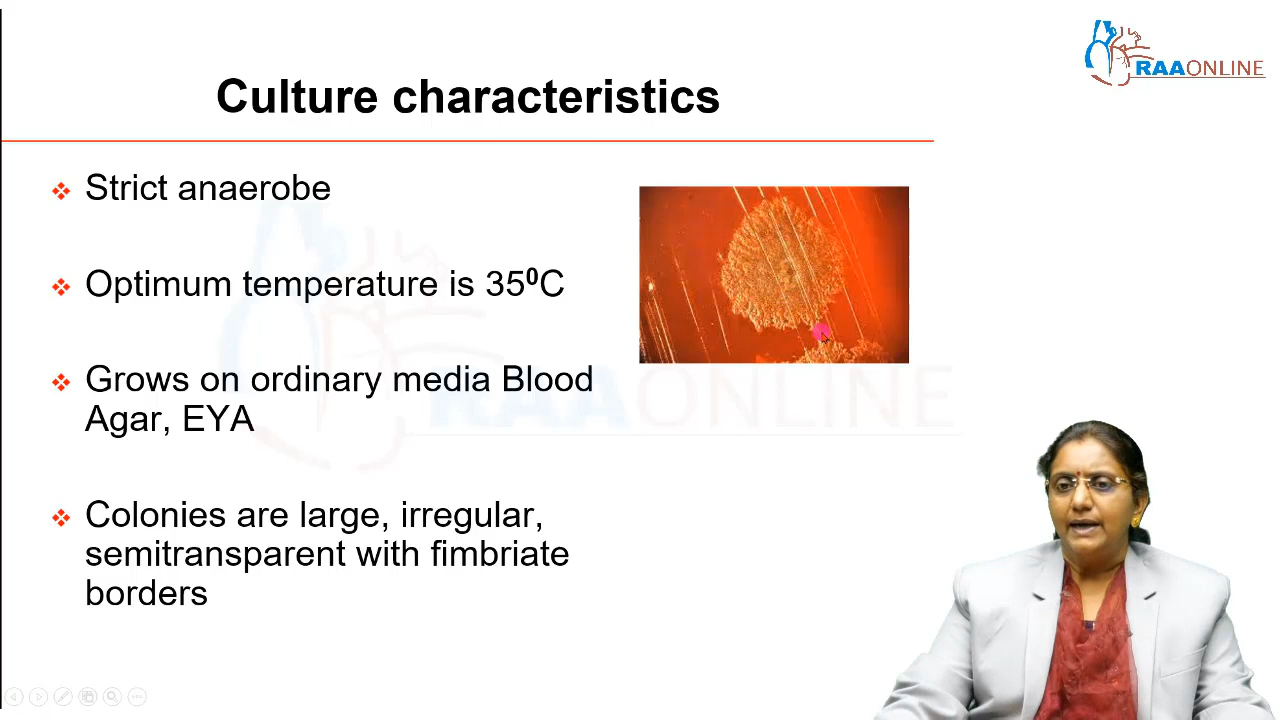 RAAONLINE
Culture characteristics
❖ Strict anaerobe
❖ Optimum temperature is 35⁰C
❖ Grows on ordinary media Blood
Agar, EYA
❖ Colonies are large, irregular,
semitransparent with fimbriate
borders
RAAONLINE